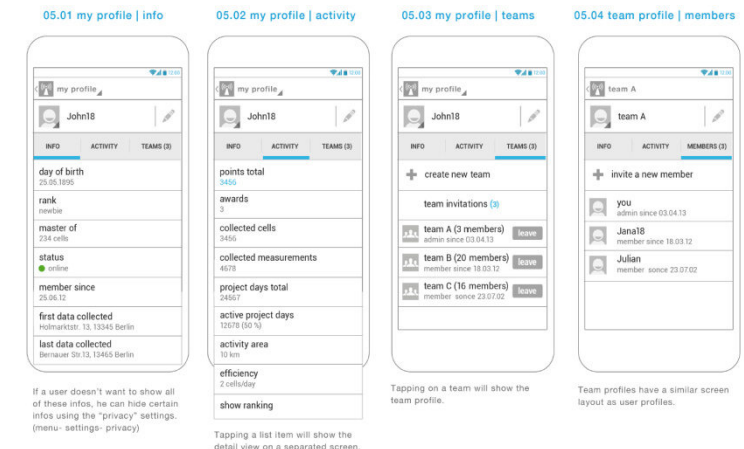 05.01 my profile | info
12:00
my profile
John18
INFO ACTIVITY TEAMS (3)
day of birth
25.05.1895
rank
newbie
master of
234 cells
status
online
member since
25.06.12
first data collected
Holmarktstr. 13, 13345 Berlin
last data collected
Bernauer Str.13, 13465 Berlin
If a user doesn't want to show all
of these infos, he can hide certain
infos using the "privacy" settings.
(menu- settings- privacy)
05.02 my profile | activity
12:00
my profile
John18
INFO ACTIVITY TEAMS (3)
points total
3456
awards
3
collected cells
3456
collected measurements
4678
project days total
24567
active project days
12678 (50 %)
activity area
10 km
efficiency
2 cells/day
show ranking
Tapping a list item will show the
detail view on a separated screen.
05.03 my profile | teams
12:00
my profile
John18
INFO ACTIVITY TEAMS (3)
create new team
team invitations (3)
team A (3 members)
admin since 03.04.13
leave
team B (20 members)
member since 18.03.12
leave
team C (16 members)
member sonce 23.07.02
leave
Tapping on a team will show the
team profile.
05.04 team profile | members
12:00
team A
team A
INFO ACTIVITY MEMBERS (3)
invite a new member
you
admin since 03.04.13
Jana18
member since 18.03.12
Julian
member sonce 23.07.02
Team profiles have a similar screen
layout as user profiles.